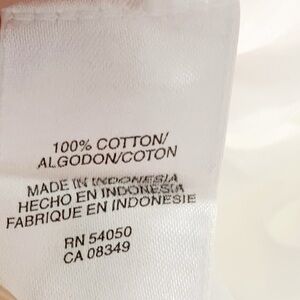 100% COTTON/
ALGODON/COTON
MADE IN INDONESIA
HECHO EN INDONESIA
FABRIQUE EN INDONESIE
RN 54050
CA 08349